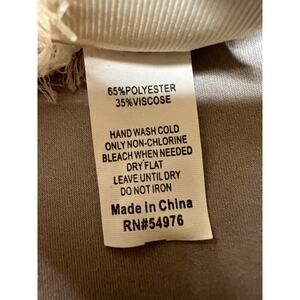 65%POLYESTER
35%VISCOSE
HAND WASH COLD
ONLY NON-CHLORINE
BLEACH WHEN NEEDED
DRY FLAT
LEAVE UNTIL DRY
DO NOT IRON
Made in China
RN#54976